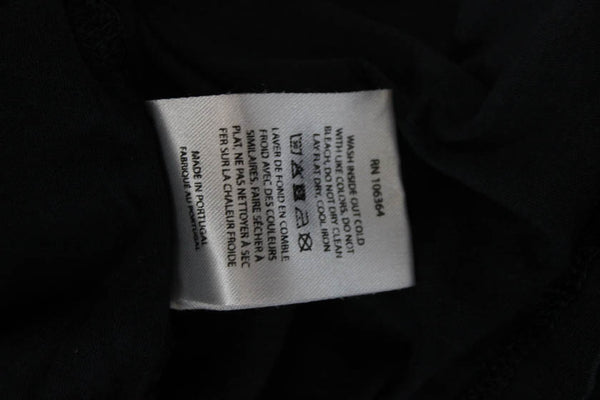 RN 106364
WASH INSIDE OUT COLD
WITH LIKE COLORS, DO NOT
BLEACH, DO NOT DRY CLEAN
LAY FLAT DRY, COOL IRON
LAVER DE FOND EN COMBLE
FROID AVEC DES COULEURS
SIMILAIRES, FAIRE SÉCHER À
PLAT, NE PAS NETTOYER À SEC
FER SUR LA CHALEUR FROIDE
MADE IN PORTUGAL
FABRIQUÉ AU PORTUGAL